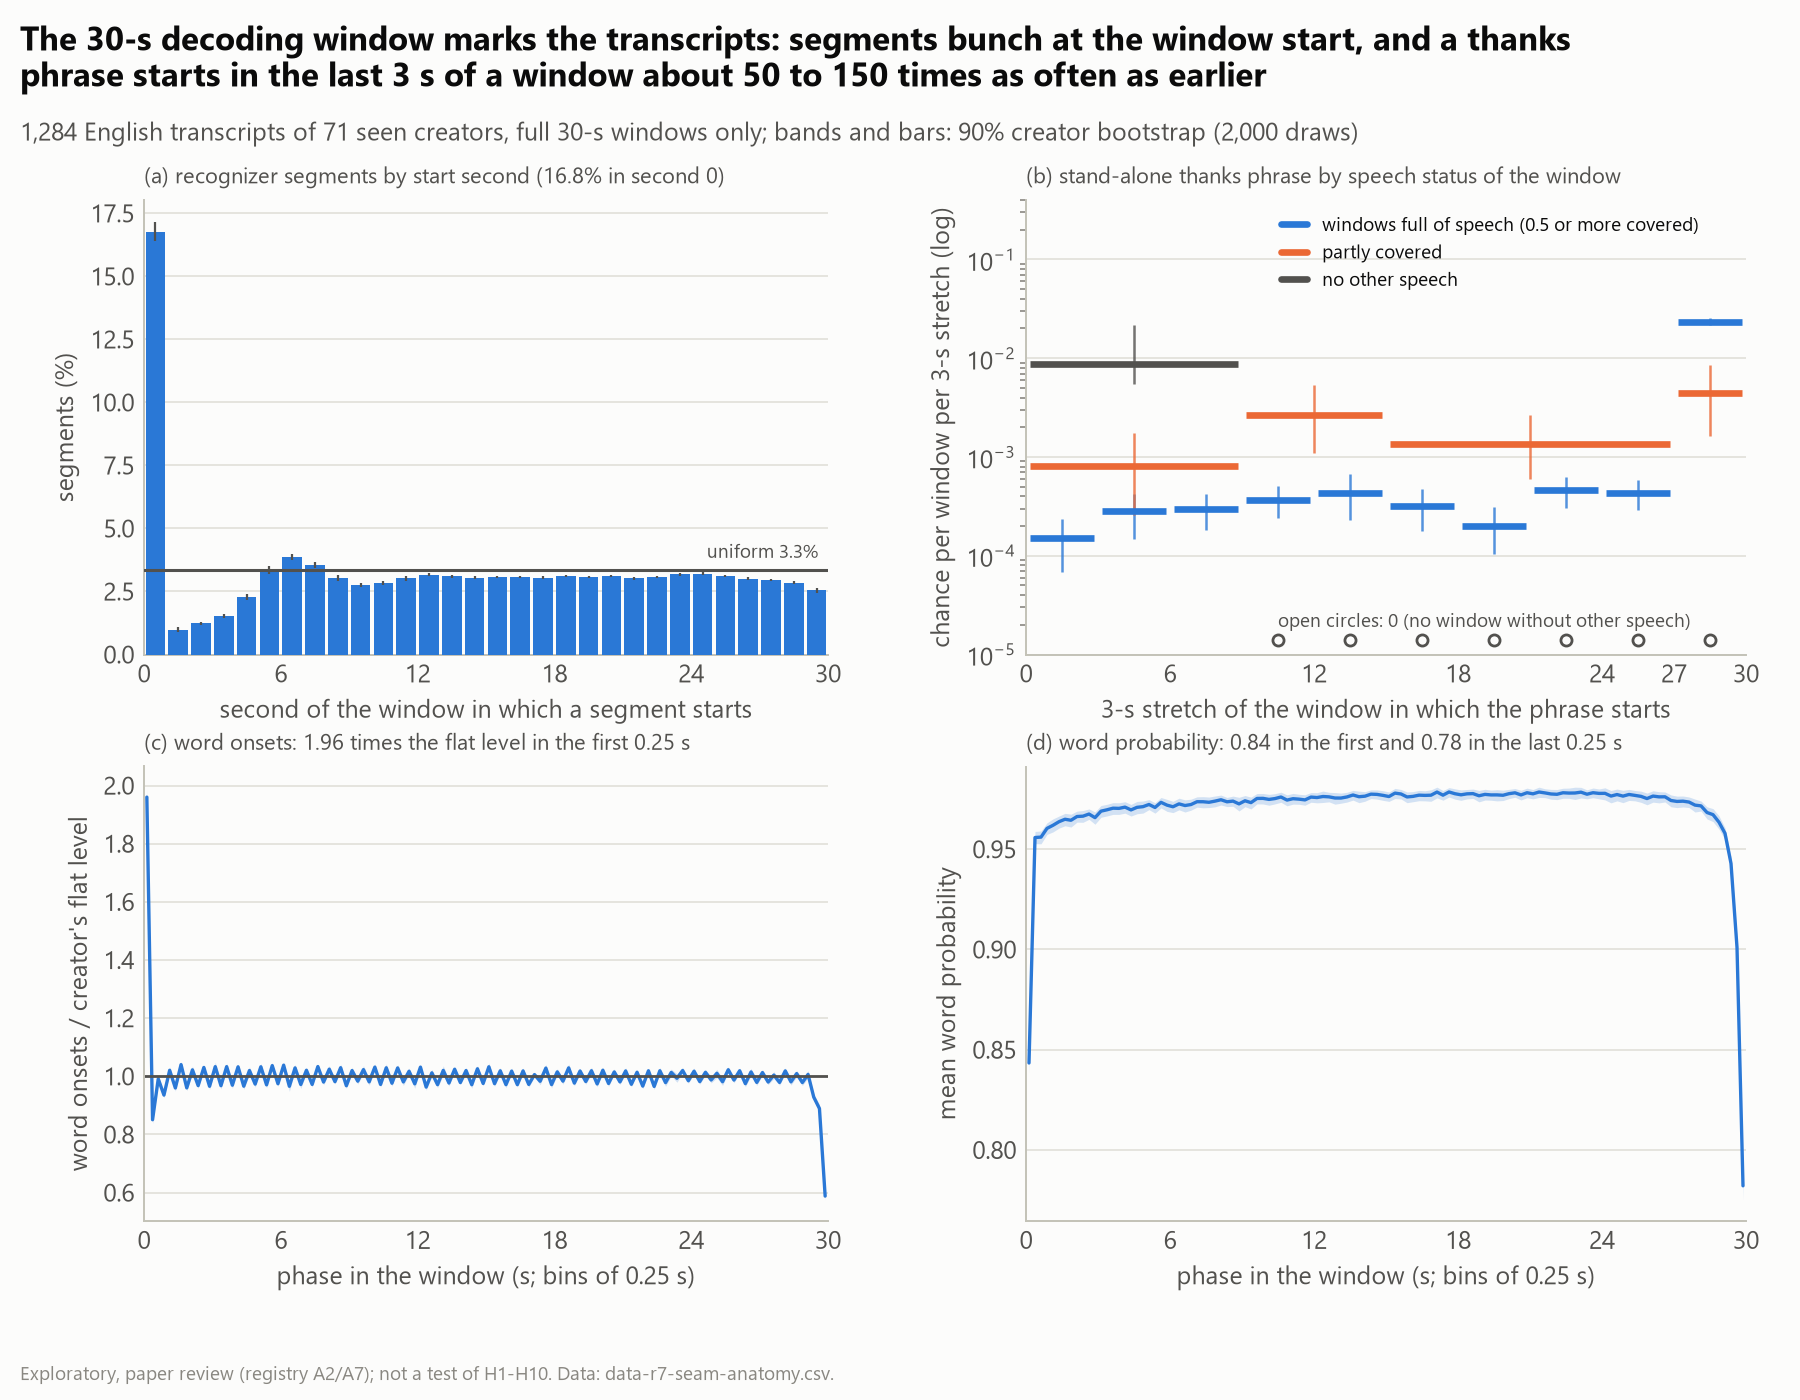 The 30-s decoding window marks the transcripts: segments bunch at the window start, and a thanks
phrase starts in the last 3 s of a window about 50 to 150 times as often as earlier
1,284 English transcripts of 71 seen creators, full 30-s windows only; bands and bars: 90% creator bootstrap (2,000 draws)
(a) recognizer segments by start second (16.8% in second 0)
17.5
15.0
12.5
10.0
7.5
5.0
2.5
0.0
segments (%)
uniform 3.3%
0 6 12 18 24 30
second of the window in which a segment starts
(b) stand-alone thanks phrase by speech status of the window
windows full of speech (0.5 or more covered)
partly covered
no other speech
10⁻¹
10⁻²
10⁻³
10⁻⁴
10⁻⁵
chance per window per 3-s stretch (log)
open circles: 0 (no window without other speech)
0 6 12 18 24 27 30
3-s stretch of the window in which the phrase starts
(c) word onsets: 1.96 times the flat level in the first 0.25 s
2.0
1.8
1.6
1.4
1.2
1.0
0.8
0.6
word onsets / creator's flat level
0 6 12 18 24 30
phase in the window (s; bins of 0.25 s)
(d) word probability: 0.84 in the first and 0.78 in the last 0.25 s
0.95
0.90
0.85
0.80
mean word probability
0 6 12 18 24 30
phase in the window (s; bins of 0.25 s)
Exploratory, paper review (registry A2/A7); not a test of H1-H10. Data: data-r7-seam-anatomy.csv.